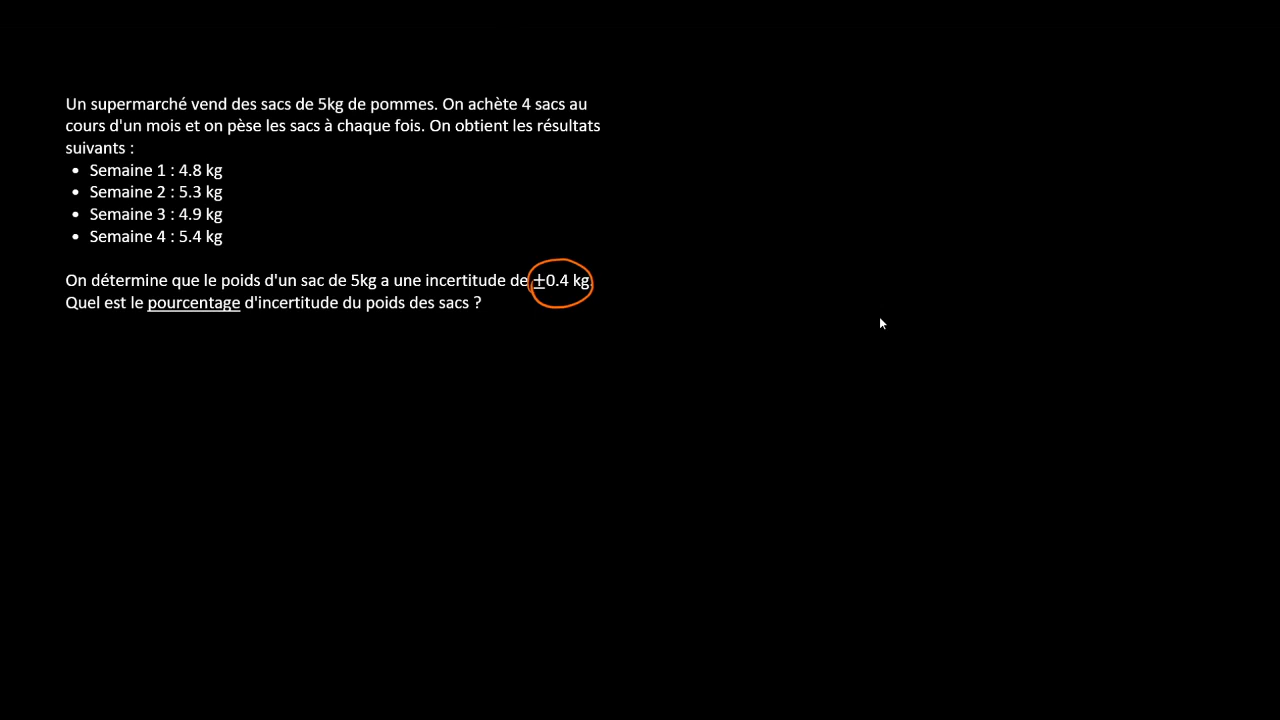 Un supermarché vend des sacs de 5kg de pommes. On achète 4 sacs au
cours d'un mois et on pèse les sacs à chaque fois. On obtient les résultats
suivants :
• Semaine 1 : 4.8 kg
• Semaine 2 : 5.3 kg
• Semaine 3 : 4.9 kg
• Semaine 4 : 5.4 kg
On détermine que le poids d'un sac de 5kg a une incertitude de ±0.4 kg.
Quel est le pourcentage d'incertitude du poids des sacs ?